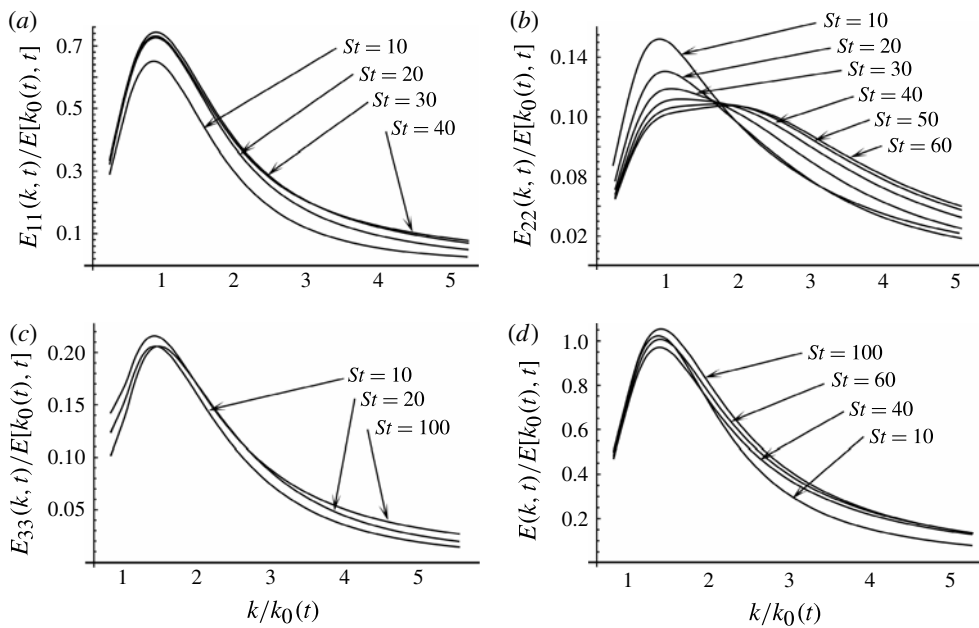 (a)
E11(k, t)/E[k0(t), t]
0.7
0.5
0.3
0.1
St = 10
St = 20
St = 30
St = 40
1 2 3 4 5
(b)
E22(k, t)/E[k0(t), t]
0.14
0.10
0.08
0.02
St = 10
St = 20
St = 30
St = 40
St = 50
St = 60
1 2 3 4 5
(c)
E33(k, t)/E[k0(t), t]
0.20
0.15
0.10
0.05
St = 10
St = 20
St = 100
1 2 3 4 5
k/k0(t)
(d)
E(k, t)/E[k0(t), t]
1.0
0.8
0.6
0.4
0.2
St = 100
St = 60
St = 40
St = 10
1 2 3 4 5
k/k0(t)